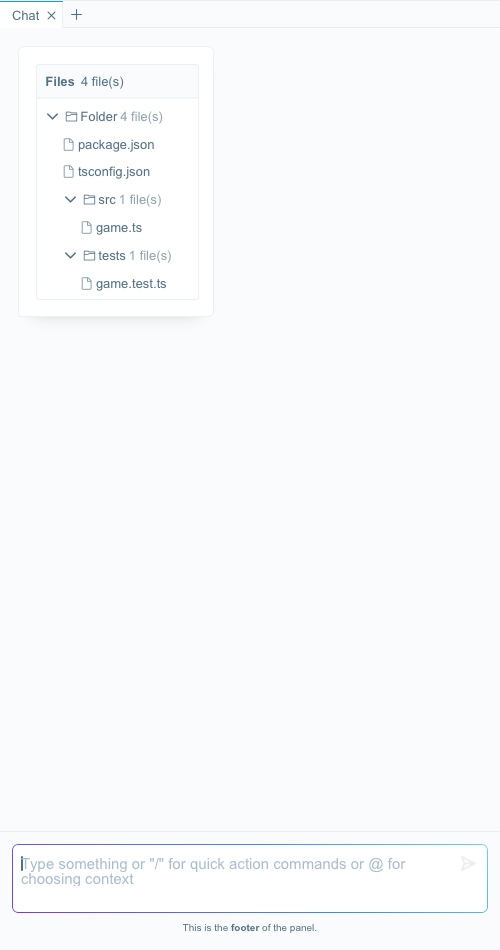 Chat
Files 4 file(s)
Folder 4 file(s)
package.json
tsconfig.json
src 1 file(s)
game.ts
tests 1 file(s)
game.test.ts
Type something or "/" for quick action commands or @ for
choosing context
This is the footer of the panel.